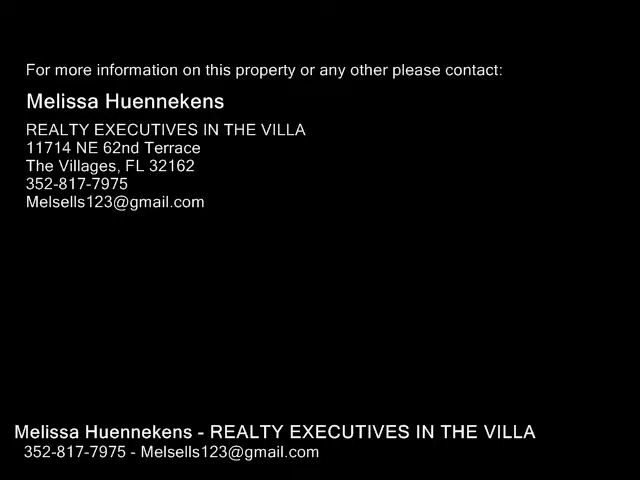 For more information on this property or any other please contact:
Melissa Huennekens
REALTY EXECUTIVES IN THE VILLA
11714 NE 62nd Terrace
The Villages, FL 32162
352-817-7975
Melsells123@gmail.com
Melissa Huennekens - REALTY EXECUTIVES IN THE VILLA
352-817-7975 - Melsells123@gmail.com